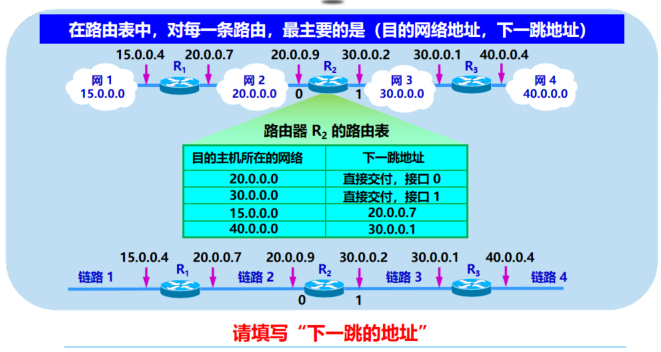 在路由表中，对每一条路由，最主要的是（目的网络地址，下一跳地址）
15.0.0.4 20.0.0.7 20.0.0.9 30.0.0.2 30.0.0.1 40.0.0.4
R1 R2 R3
网 1 网 2 网 3 网 4
15.0.0.0 20.0.0.0 30.0.0.0 40.0.0.0
0 1
路由器 R2 的路由表
目的主机所在的网络 下一跳地址
20.0.0.0 直接交付，接口 0
30.0.0.0 直接交付，接口 1
15.0.0.0 20.0.0.7
40.0.0.0 30.0.0.1
15.0.0.4 20.0.0.7 20.0.0.9 30.0.0.2 30.0.0.1 40.0.0.4
链路 1 R1 链路 2 R2 链路 3 R3 链路 4
0 1
请填写“下一跳的地址”